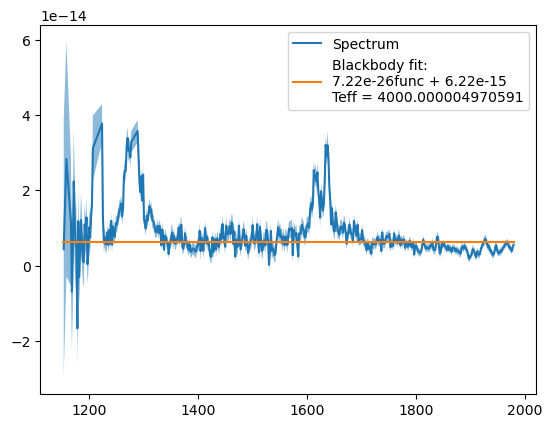 1e−14
Spectrum
Blackbody fit:
7.22e-26func + 6.22e-15
Teff = 4000.000004970591
6
4
2
0
−2
1200
1400
1600
1800
2000